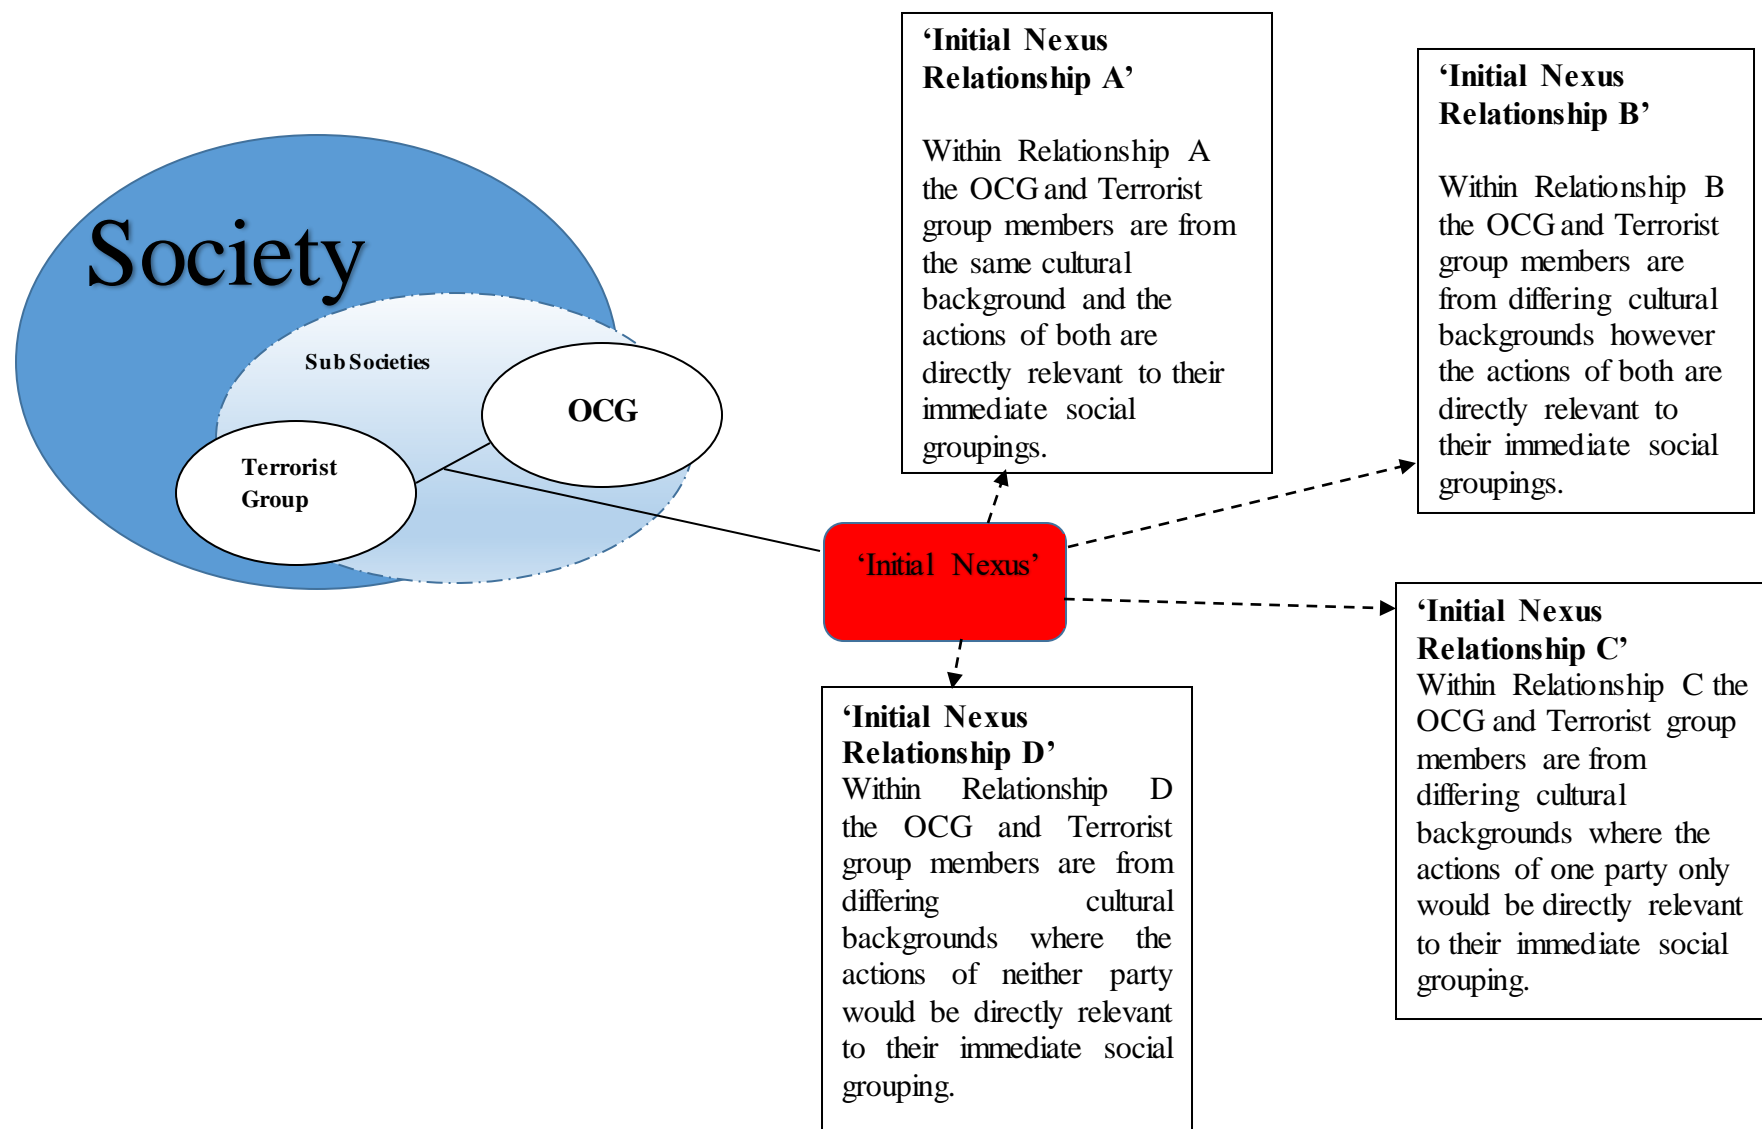 Society
Sub Societies
OCG
Terrorist
Group
‘Initial Nexus’
‘Initial Nexus
Relationship A’
Within Relationship A
the OCG and Terrorist
group members are from
the same cultural
background and the
actions of both are
directly relevant to their
immediate social
groupings.
‘Initial Nexus
Relationship B’
Within Relationship B
the OCG and Terrorist
group members are
from differing cultural
backgrounds however
the actions of both are
directly relevant to
their immediate social
groupings.
‘Initial Nexus
Relationship C’
Within Relationship C the
OCG and Terrorist group
members are from
differing cultural
backgrounds where the
actions of one party only
would be directly relevant
to their immediate social
grouping.
‘Initial Nexus
Relationship D’
Within Relationship D
the OCG and Terrorist
group members are from
differing cultural
backgrounds where the
actions of neither party
would be directly relevant
to their immediate social
grouping.